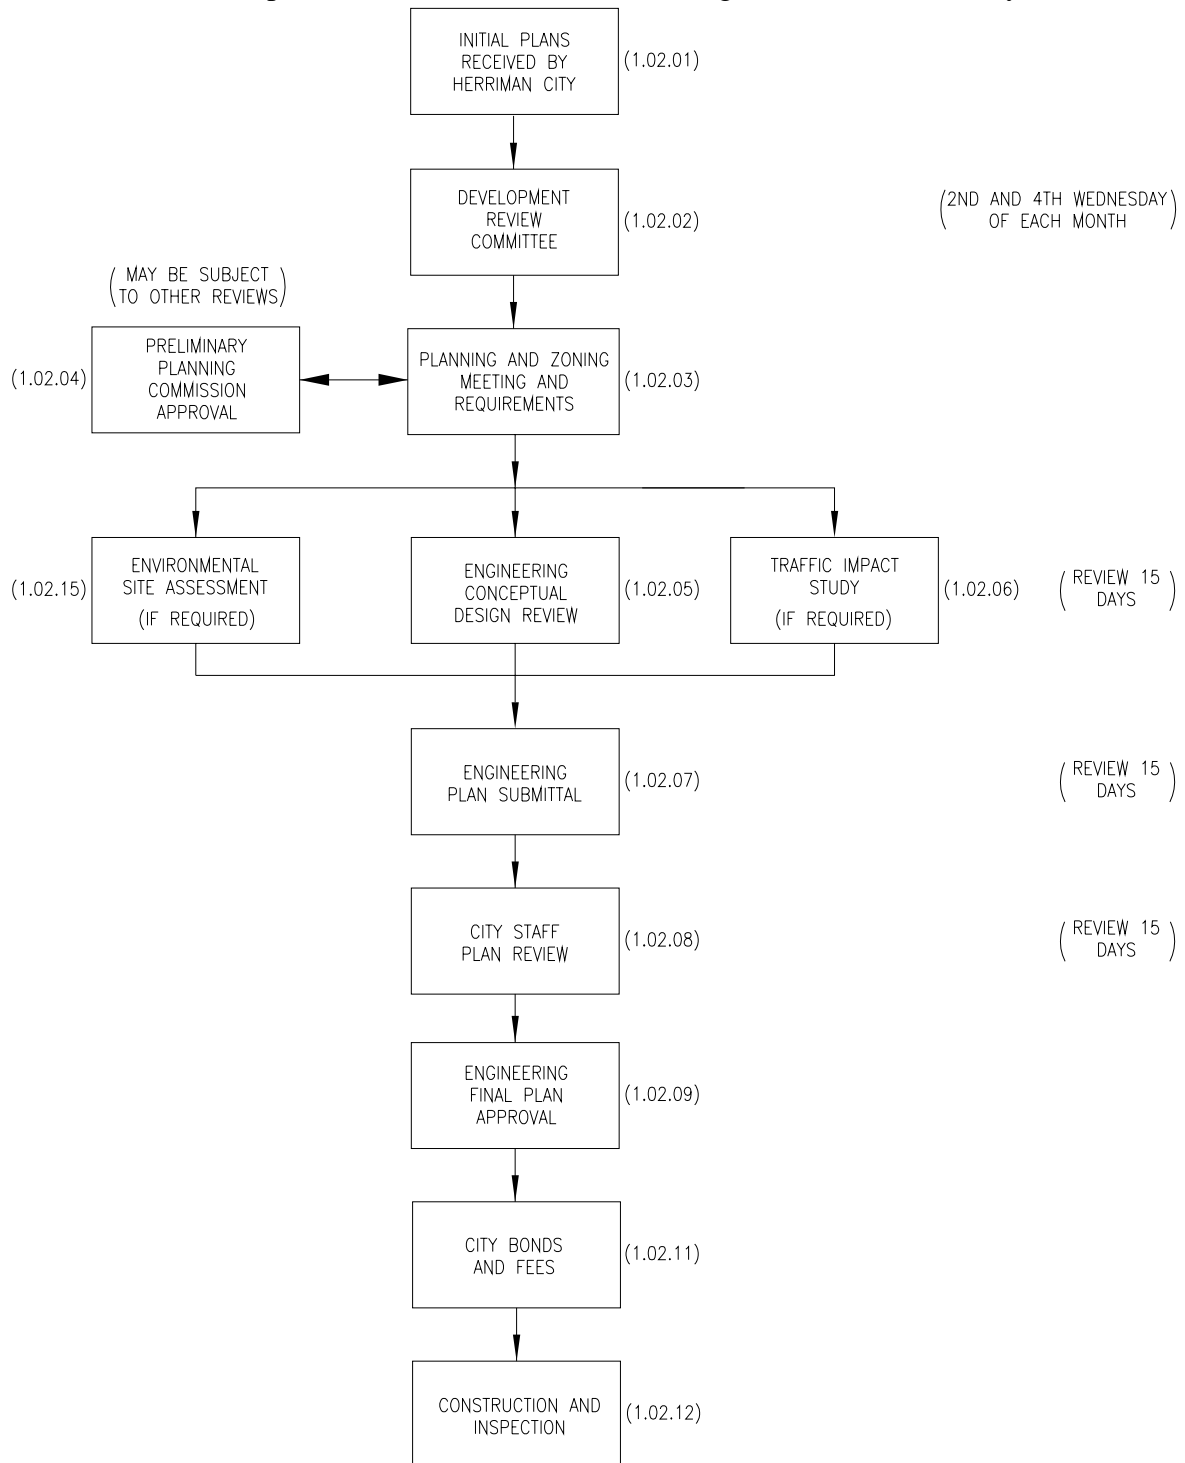 INITIAL PLANS
RECEIVED BY
HERRIMAN CITY
(1.02.01)
DEVELOPMENT
REVIEW
COMMITTEE
(1.02.02)
(2ND AND 4TH WEDNESDAY
OF EACH MONTH)
(MAY BE SUBJECT
TO OTHER REVIEWS)
(1.02.04)
PRELIMINARY
PLANNING
COMMISSION
APPROVAL
PLANNING AND ZONING
MEETING AND
REQUIREMENTS
(1.02.03)
(1.02.15)
ENVIRONMENTAL
SITE ASSESSMENT
(IF REQUIRED)
ENGINEERING
CONCEPTUAL
DESIGN REVIEW
(1.02.05)
TRAFFIC IMPACT
STUDY
(IF REQUIRED)
(1.02.06)
(REVIEW 15
DAYS)
ENGINEERING
PLAN SUBMITTAL
(1.02.07)
(REVIEW 15
DAYS)
CITY STAFF
PLAN REVIEW
(1.02.08)
(REVIEW 15
DAYS)
ENGINEERING
FINAL PLAN
APPROVAL
(1.02.09)
CITY BONDS
AND FEES
(1.02.11)
CONSTRUCTION AND
INSPECTION
(1.02.12)